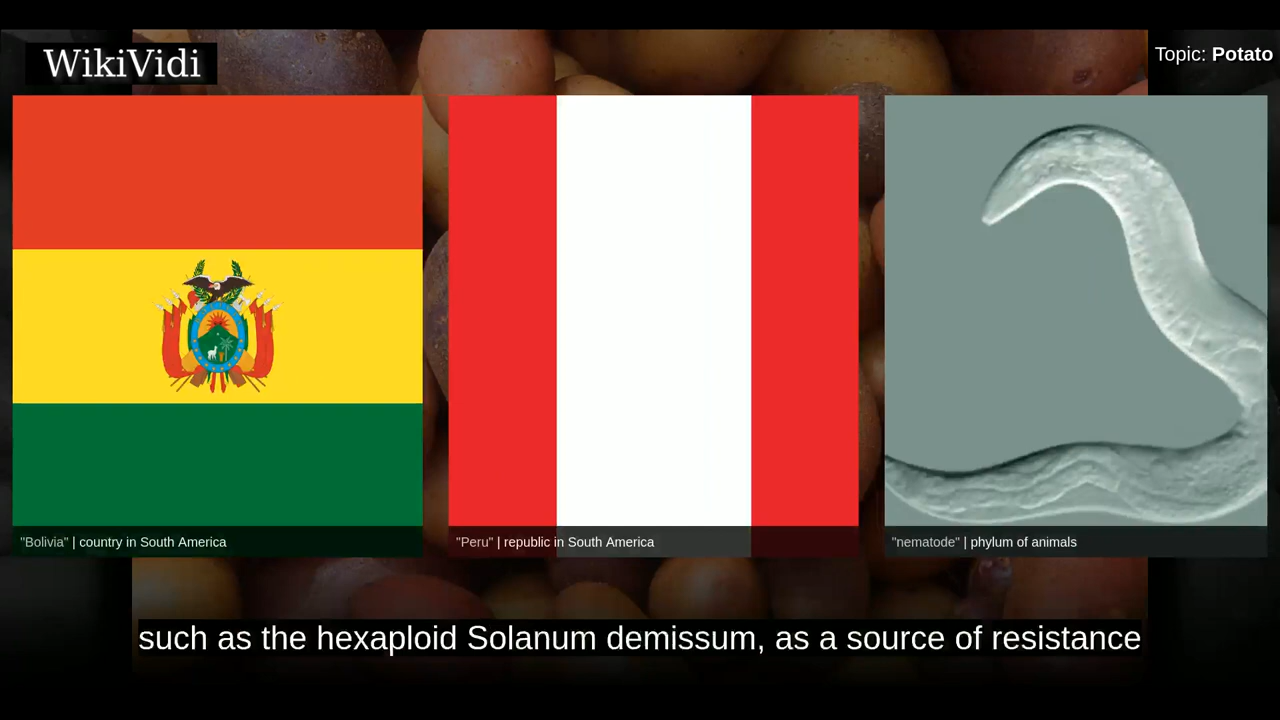 WikiVidi
Topic: Potato
"Bolivia" | country in South America
"Peru" | republic in South America
"nematode" | phylum of animals
such as the hexaploid Solanum demissum, as a source of resistance